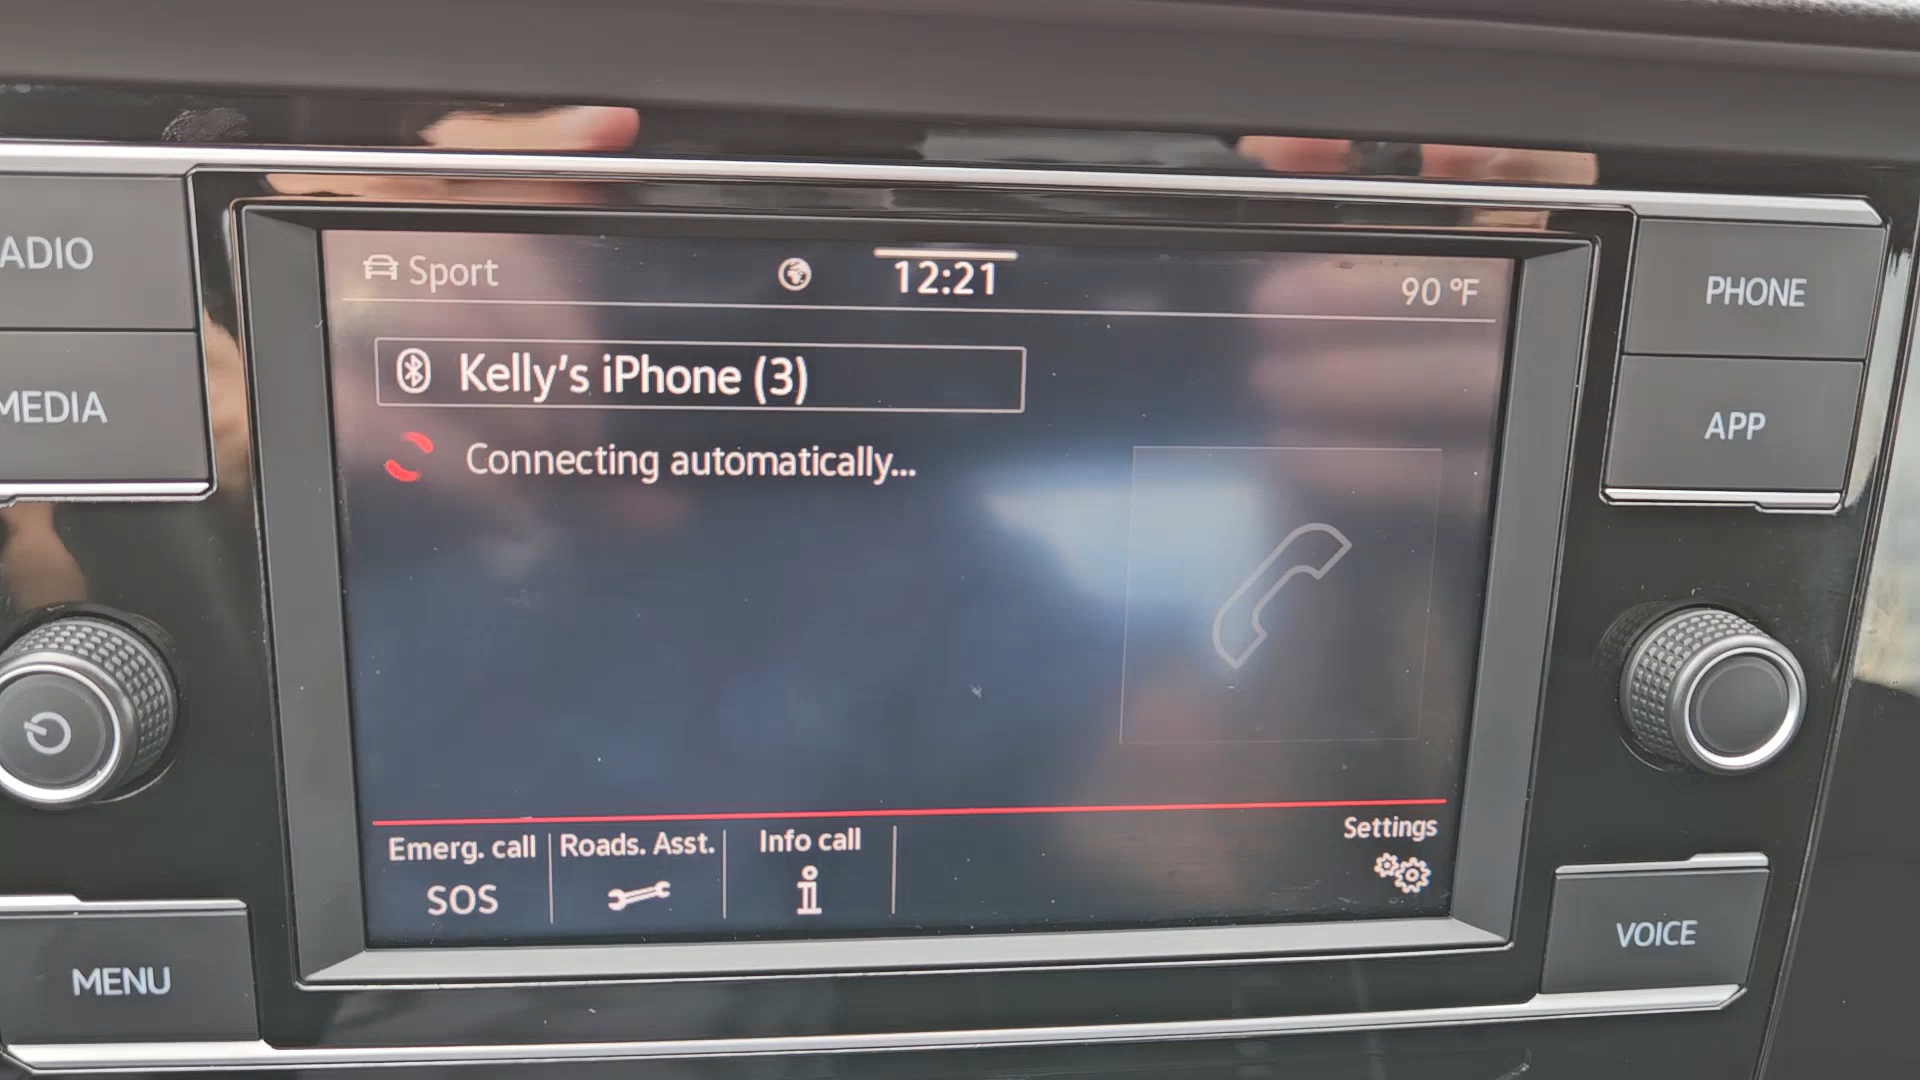 Sport 12:21 90 °F
ADIO
PHONE
Kelly's iPhone (3)
MEDIA
APP
Connecting automatically...
Emerg. call Roads. Asst. Info call Settings
SOS
MENU
VOICE